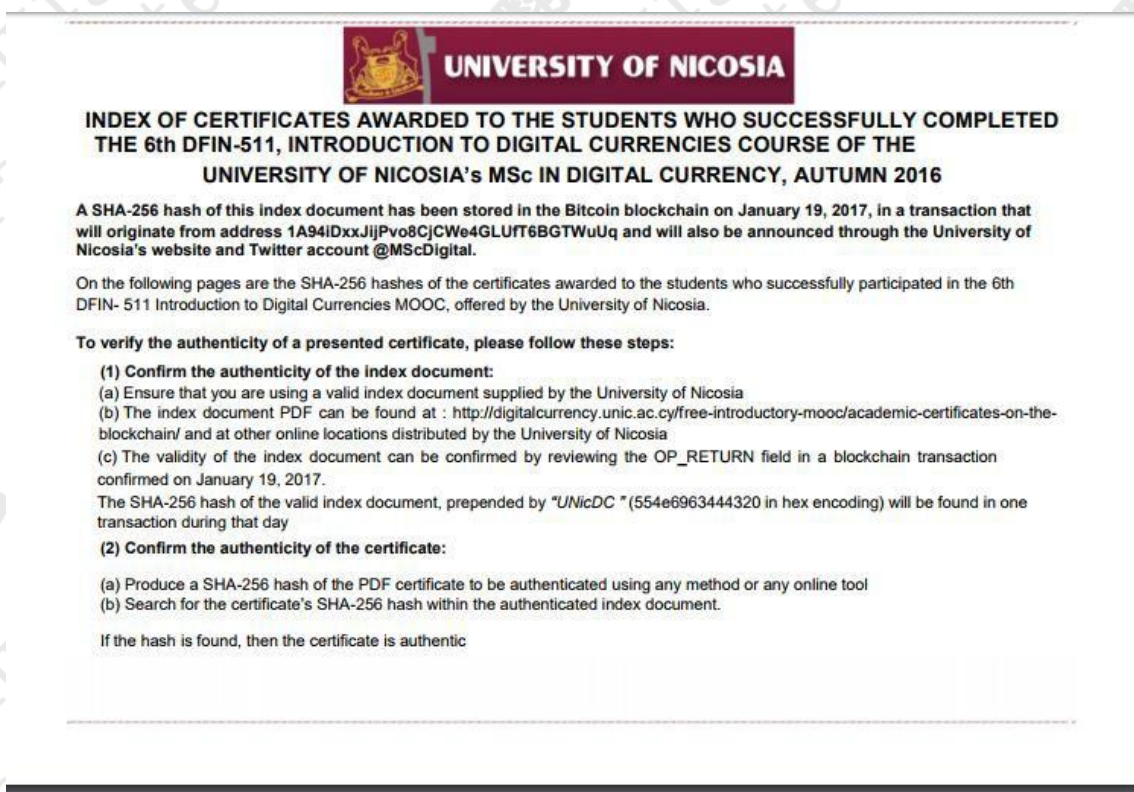 UNIVERSITY OF NICOSIA
INDEX OF CERTIFICATES AWARDED TO THE STUDENTS WHO SUCCESSFULLY COMPLETED
THE 6th DFIN-511, INTRODUCTION TO DIGITAL CURRENCIES COURSE OF THE
UNIVERSITY OF NICOSIA's MSc IN DIGITAL CURRENCY, AUTUMN 2016
A SHA-256 hash of this index document has been stored in the Bitcoin blockchain on January 19, 2017, in a transaction that
will originate from address 1A94iDxxJijPvo8CjCWe4GLUfT6BGTWuUq and will also be announced through the University of
Nicosia's website and Twitter account @MScDigital.
On the following pages are the SHA-256 hashes of the certificates awarded to the students who successfully participated in the 6th
DFIN- 511 Introduction to Digital Currencies MOOC, offered by the University of Nicosia.
To verify the authenticity of a presented certificate, please follow these steps:
(1) Confirm the authenticity of the index document:
(a) Ensure that you are using a valid index document supplied by the University of Nicosia
(b) The index document PDF can be found at : http://digitalcurrency.unic.ac.cy/free-introductory-mooc/academic-certificates-on-the-
blockchain/ and at other online locations distributed by the University of Nicosia
(c) The validity of the index document can be confirmed by reviewing the OP_RETURN field in a blockchain transaction
confirmed on January 19, 2017.
The SHA-256 hash of the valid index document, prepended by "UNicDC " (554e6963444320 in hex encoding) will be found in one
transaction during that day
(2) Confirm the authenticity of the certificate:
(a) Produce a SHA-256 hash of the PDF certificate to be authenticated using any method or any online tool
(b) Search for the certificate's SHA-256 hash within the authenticated index document.
If the hash is found, then the certificate is authentic